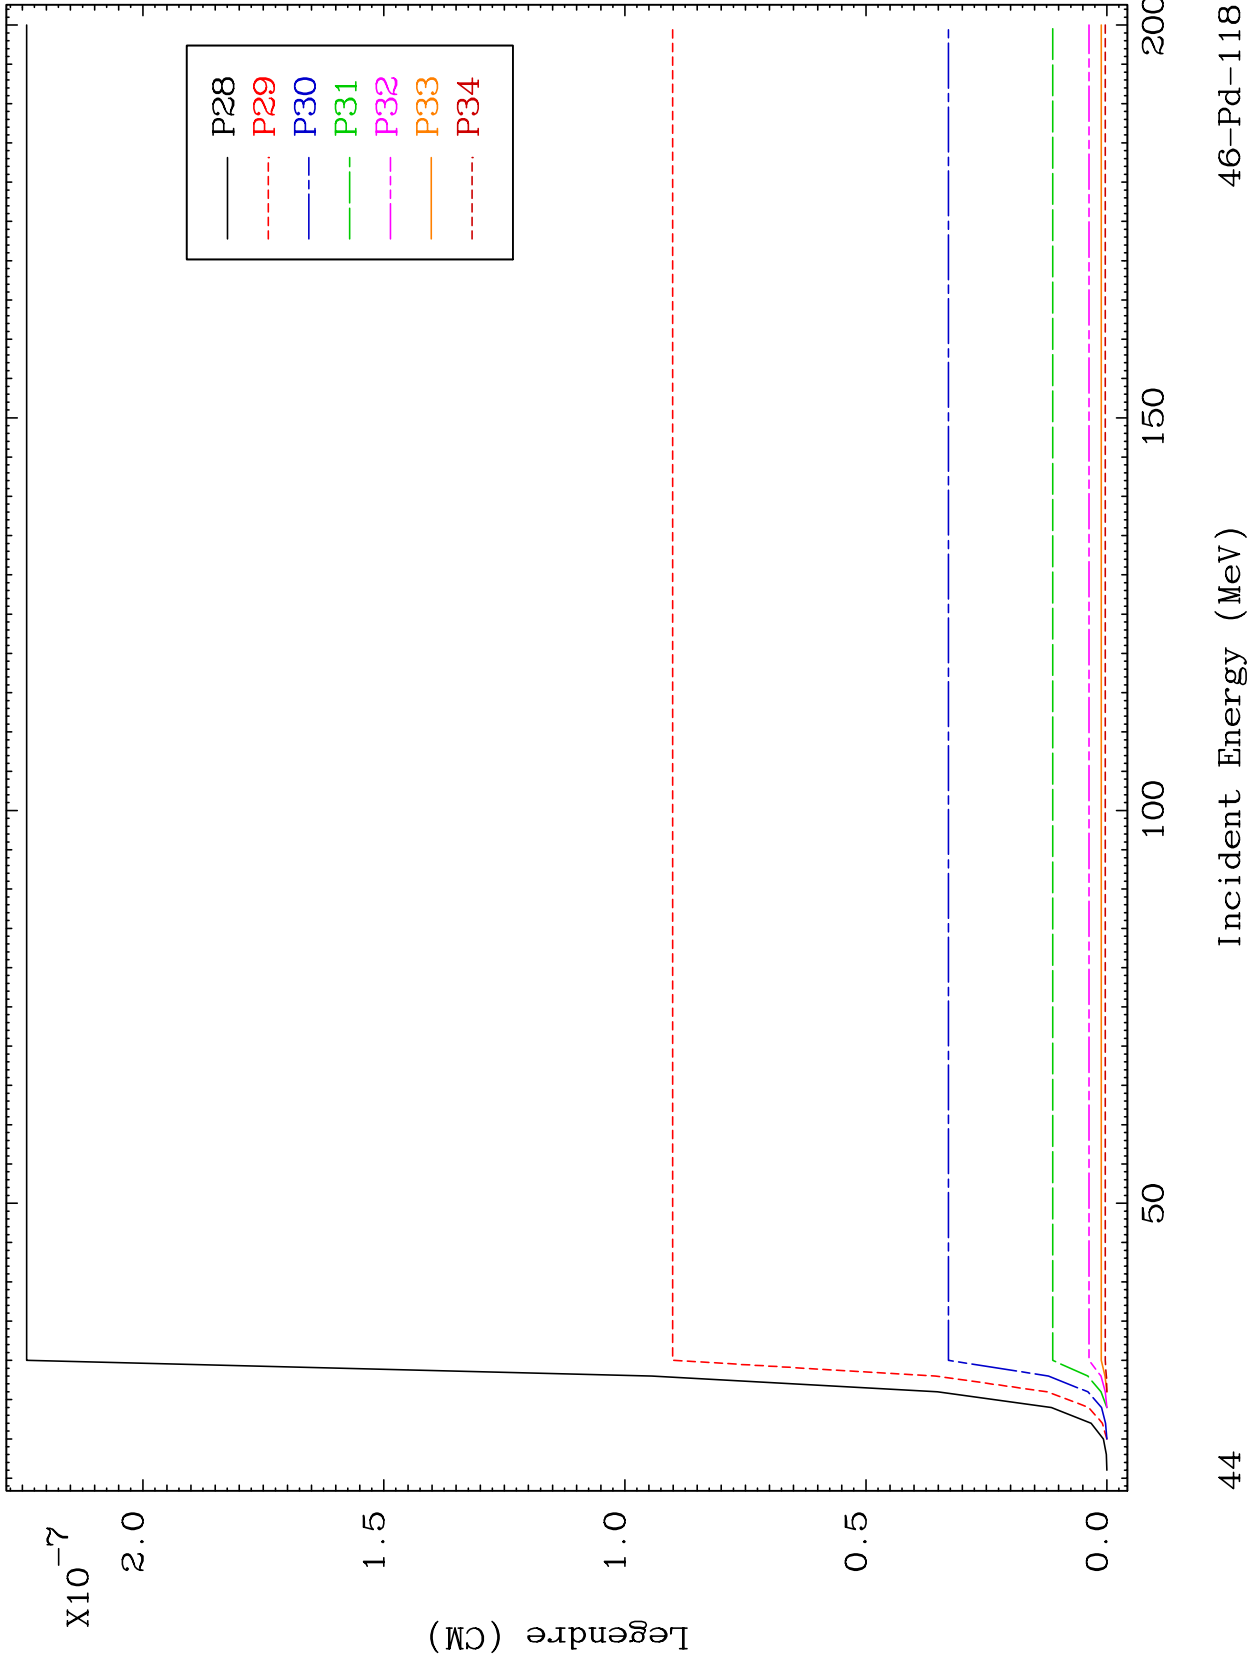 X10-7
2.0
1.5
1.0
0.5
0.0
Legendre (CM)
P28
P29
P30
P31
P32
P33
P34
50
100
150
200
Incident Energy (MeV)
44
46-Pd-118